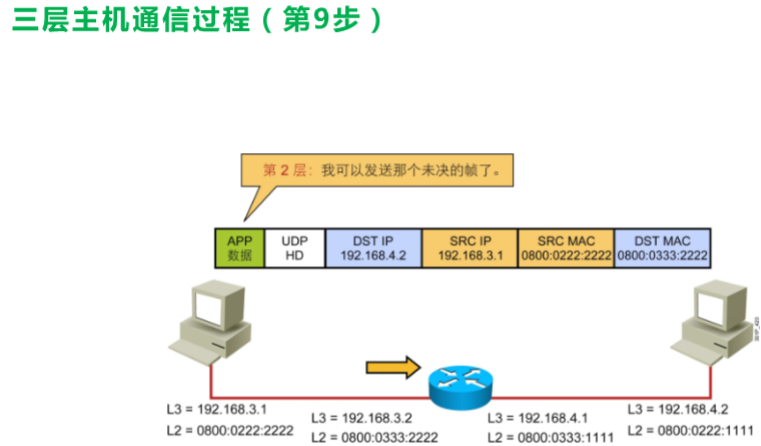 三层主机通信过程（第9步）
第 2 层：我可以发送那个未决的帧了。
APP 数据
UDP HD
DST IP 192.168.4.2
SRC IP 192.168.3.1
SRC MAC 0800:0222:2222
DST MAC 0800:0333:2222
L3 = 192.168.3.1
L2 = 0800:0222:2222
L3 = 192.168.3.2
L2 = 0800:0333:2222
L3 = 192.168.4.1
L2 = 0800:0333:1111
L3 = 192.168.4.2
L2 = 0800:0222:1111